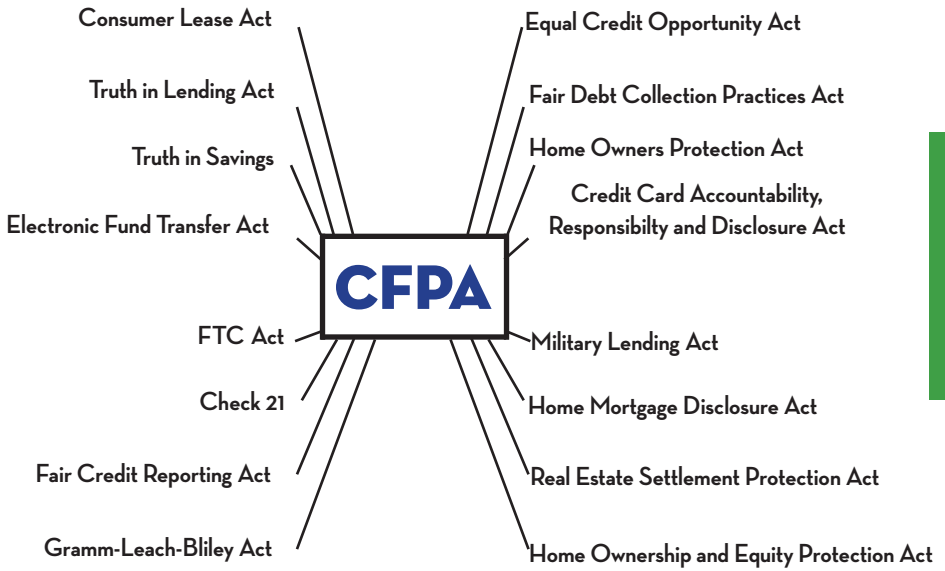 Consumer Lease Act
Equal Credit Opportunity Act
Truth in Lending Act
Fair Debt Collection Practices Act
Truth in Savings
Home Owners Protection Act
Credit Card Accountability,
Responsibilty and Disclosure Act
Electronic Fund Transfer Act
CFPA
FTC Act
Military Lending Act
Check 21
Home Mortgage Disclosure Act
Fair Credit Reporting Act
Real Estate Settlement Protection Act
Gramm-Leach-Bliley Act
Home Ownership and Equity Protection Act